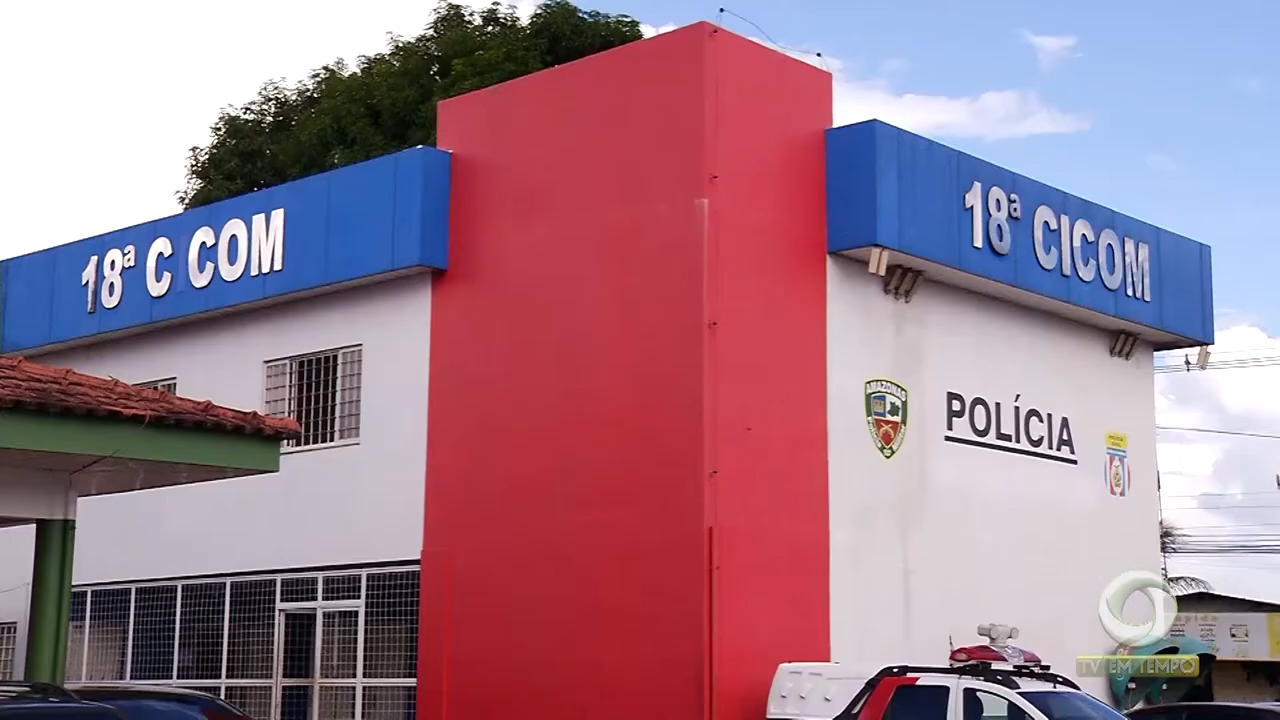 18ª C COM
18ª CICOM
AMAZONAS
POLÍCIA
TV EM TEMPO